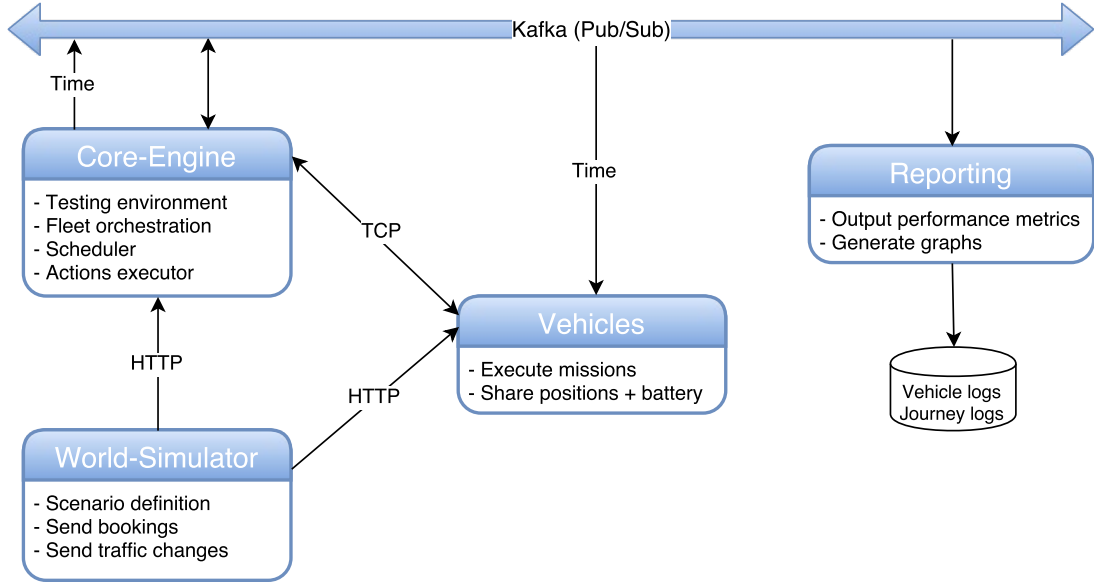 Kafka (Pub/Sub)
Time
Core-Engine
- Testing environment
- Fleet orchestration
- Scheduler
- Actions executor
Time
Reporting
- Output performance metrics
- Generate graphs
TCP
Vehicles
- Execute missions
- Share positions + battery
HTTP
HTTP
Vehicle logs
Journey logs
World-Simulator
- Scenario definition
- Send bookings
- Send traffic changes